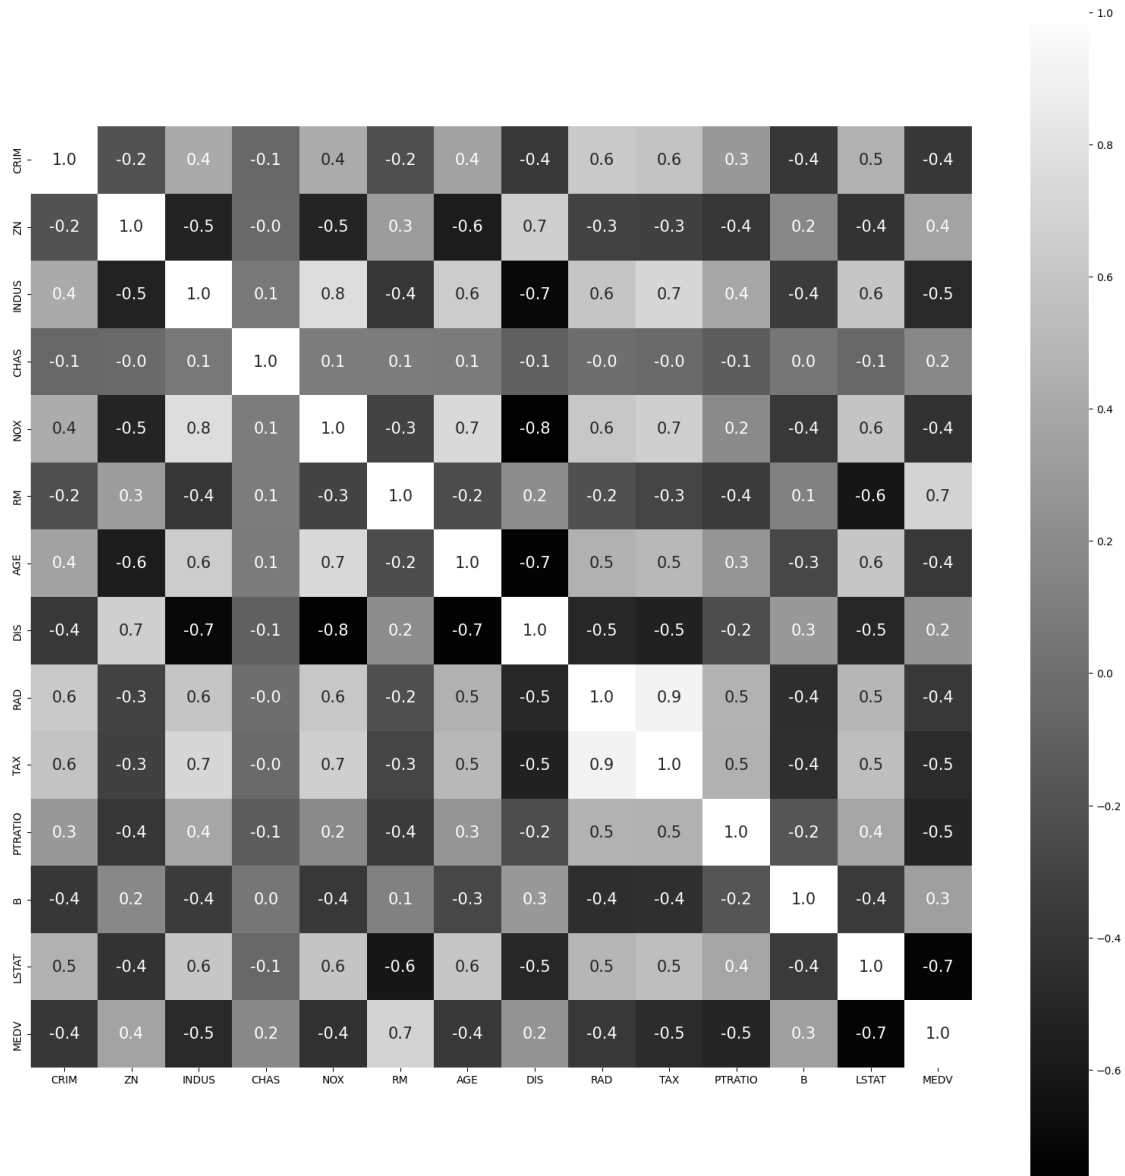 1.0
CRIM 1.0 -0.2 0.4 -0.1 0.4 -0.2 0.4 -0.4 0.6 0.6 0.3 -0.4 0.5 -0.4
0.8
ZN -0.2 1.0 -0.5 -0.0 -0.5 0.3 -0.6 0.7 -0.3 -0.3 -0.4 0.2 -0.4 0.4
INDUS 0.4 -0.5 1.0 0.1 0.8 -0.4 0.6 -0.7 0.6 0.7 0.4 -0.4 0.6 -0.5
0.6
CHAS -0.1 -0.0 0.1 1.0 0.1 0.1 0.1 -0.1 -0.0 -0.0 -0.1 0.0 -0.1 0.2
0.4
NOX 0.4 -0.5 0.8 0.1 1.0 -0.3 0.7 -0.8 0.6 0.7 0.2 -0.4 0.6 -0.4
RM -0.2 0.3 -0.4 0.1 -0.3 1.0 -0.2 0.2 -0.2 -0.3 -0.4 0.1 -0.6 0.7
0.2
AGE 0.4 -0.6 0.6 0.1 0.7 -0.2 1.0 -0.7 0.5 0.5 0.3 -0.3 0.6 -0.4
DIS -0.4 0.7 -0.7 -0.1 -0.8 0.2 -0.7 1.0 -0.5 -0.5 -0.2 0.3 -0.5 0.2
0.0
RAD 0.6 -0.3 0.6 -0.0 0.6 -0.2 0.5 -0.5 1.0 0.9 0.5 -0.4 0.5 -0.4
TAX 0.6 -0.3 0.7 -0.0 0.7 -0.3 0.5 -0.5 0.9 1.0 0.5 -0.4 0.5 -0.5
−0.2
PTRATIO 0.3 -0.4 0.4 -0.1 0.2 -0.4 0.3 -0.2 0.5 0.5 1.0 -0.2 0.4 -0.5
B -0.4 0.2 -0.4 0.0 -0.4 0.1 -0.3 0.3 -0.4 -0.4 -0.2 1.0 -0.4 0.3
−0.4
LSTAT 0.5 -0.4 0.6 -0.1 0.6 -0.6 0.6 -0.5 0.5 0.5 0.4 -0.4 1.0 -0.7
MEDV -0.4 0.4 -0.5 0.2 -0.4 0.7 -0.4 0.2 -0.4 -0.5 -0.5 0.3 -0.7 1.0
−0.6
CRIM ZN INDUS CHAS NOX RM AGE DIS RAD TAX PTRATIO B LSTAT MEDV